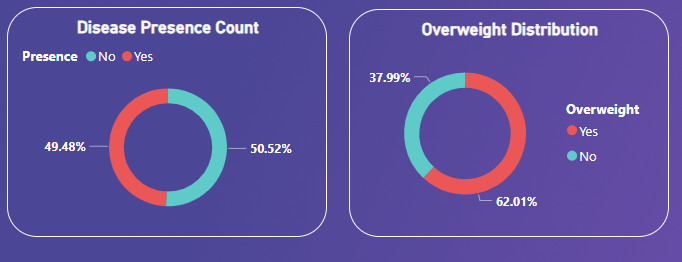 Disease Presence Count
Presence No Yes
49.48%
50.52%
Overweight Distribution
37.99%
Overweight
Yes
No
62.01%